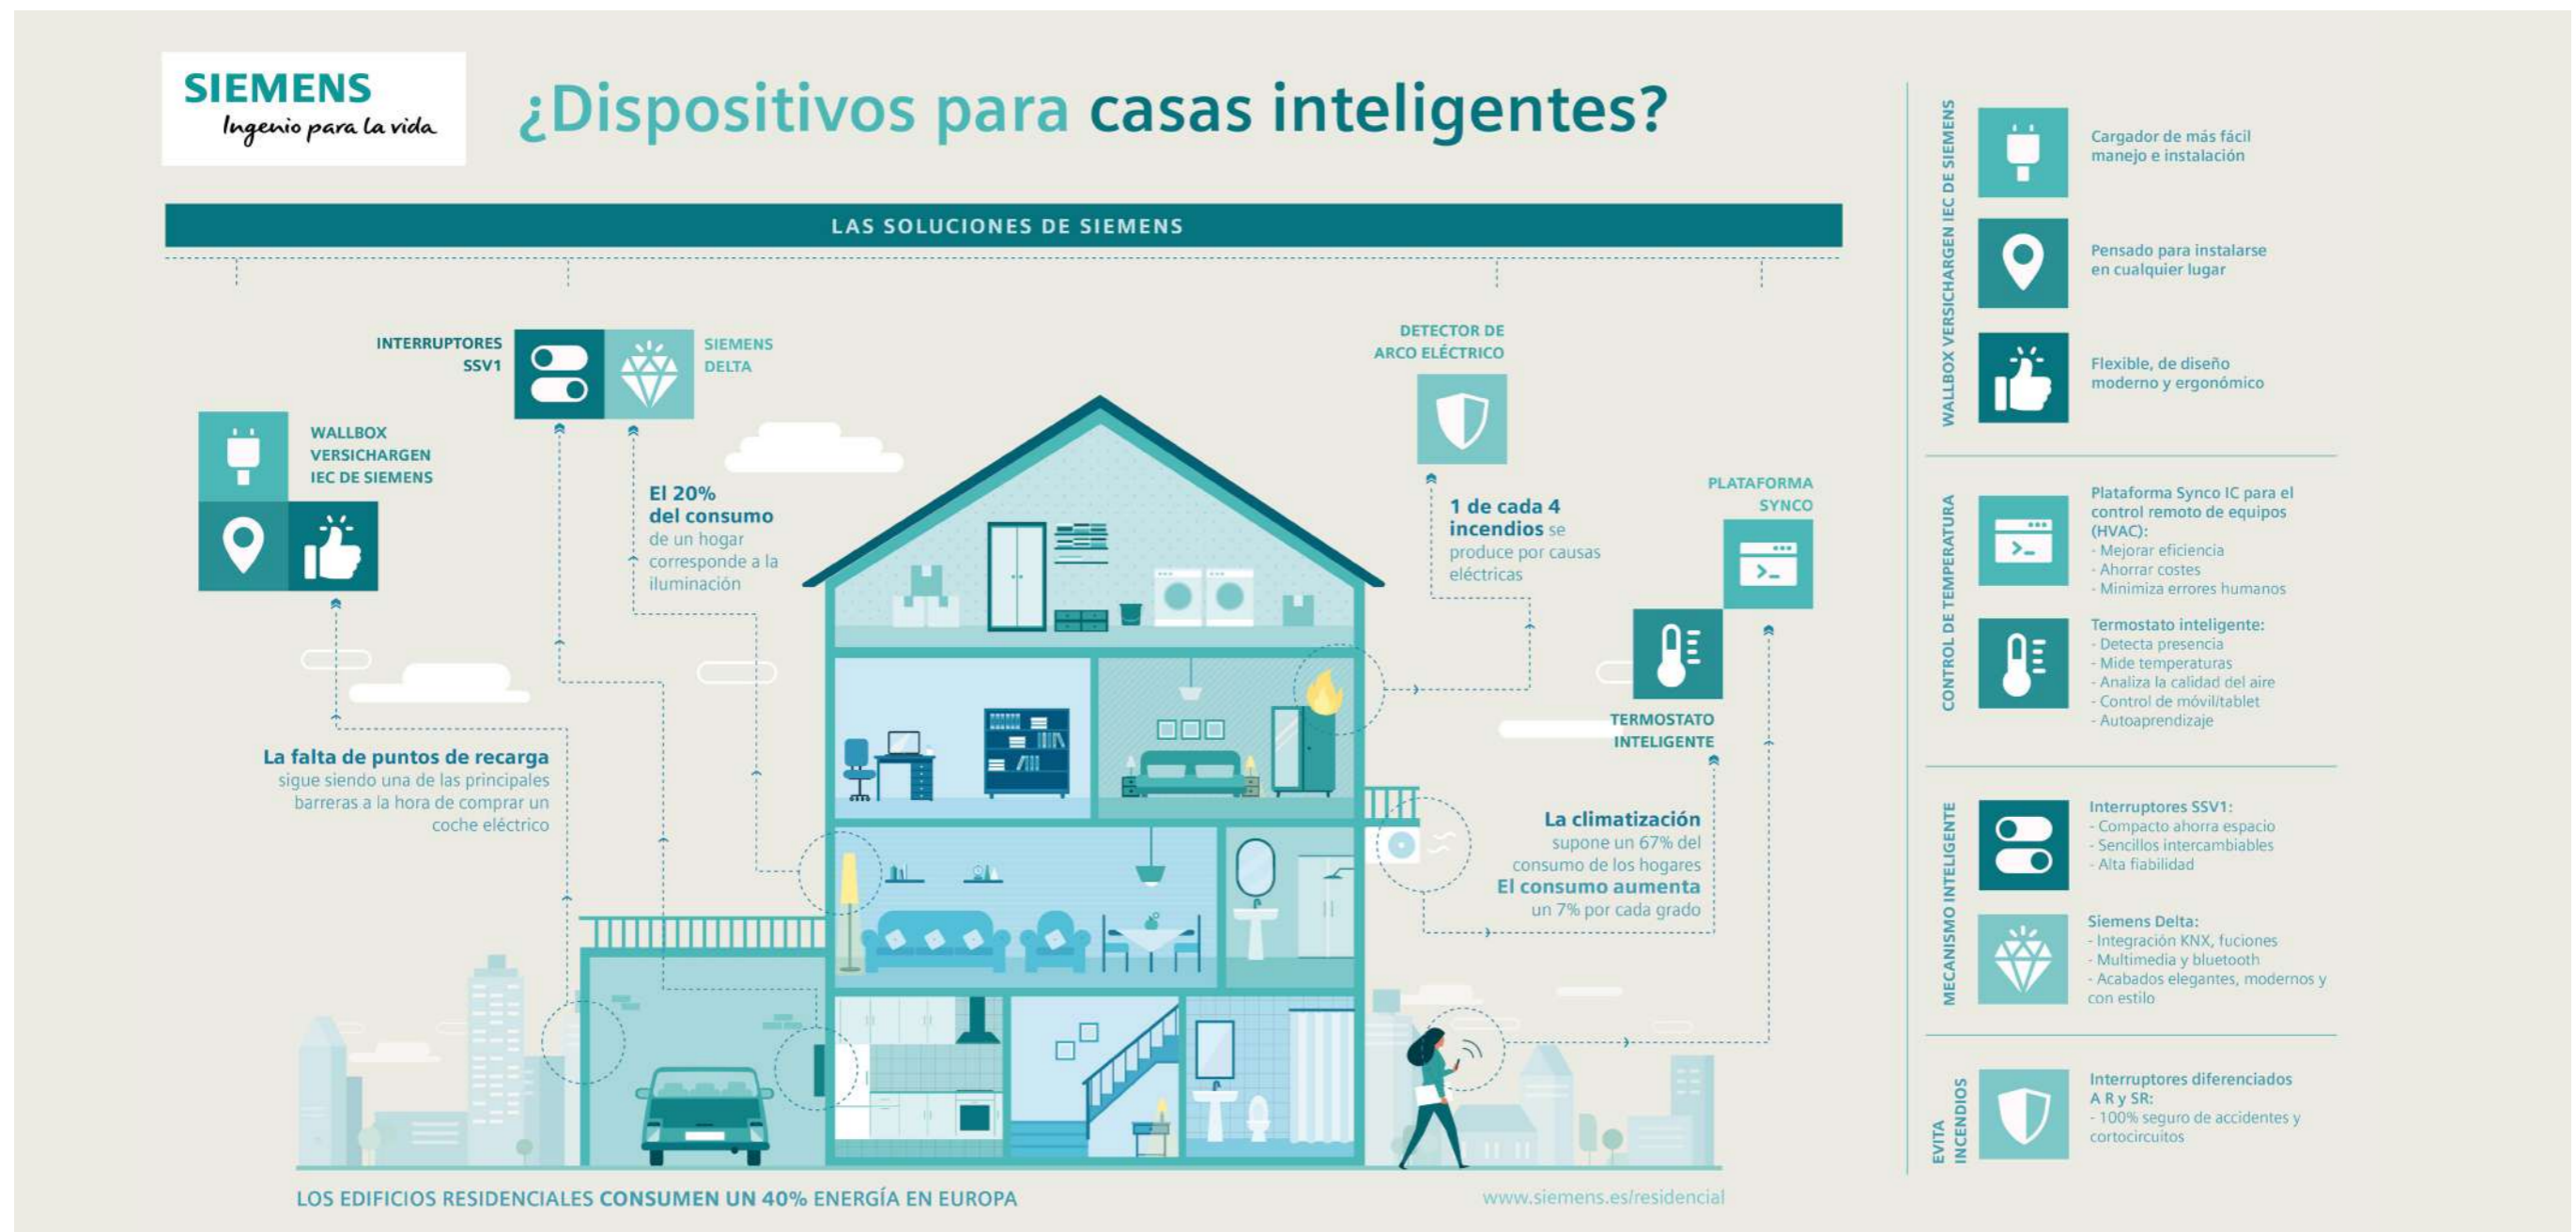 SIEMENS
Ingenio para la vida
¿Dispositivos para casas inteligentes?
LAS SOLUCIONES DE SIEMENS
INTERRUPTORES
SSV1
SIEMENS
DELTA
WALLBOX
VERSICHARGEN
IEC DE SIEMENS
El 20%
del consumo
de un hogar
corresponde a la
iluminación
La falta de puntos de recarga
sigue siendo una de las principales
barreras a la hora de comprar un
coche eléctrico
DETECTOR DE
ARCO ELÉCTRICO
1 de cada 4
incendios se
produce por causas
eléctricas
PLATAFORMA
SYNCO
TERMOSTATO
INTELIGENTE
La climatización
supone un 67% del
consumo de los hogares
El consumo aumenta
un 7% por cada grado
LOS EDIFICIOS RESIDENCIALES CONSUMEN UN 40% ENERGÍA EN EUROPA
www.siemens.es/residencial
WALLBOX VERSICHARGEN IEC DE SIEMENS
Cargador de más fácil
manejo e instalación
Pensado para instalarse
en cualquier lugar
Flexible, de diseño
moderno y ergonómico
CONTROL DE TEMPERATURA
Plataforma Synco IC para el
control remoto de equipos
(HVAC):
- Mejorar eficiencia
- Ahorrar costes
- Minimiza errores humanos
Termostato inteligente:
- Detecta presencia
- Mide temperaturas
- Analiza la calidad del aire
- Control de móvil/tablet
- Autoaprendizaje
MECANISMO INTELIGENTE
Interruptores SSV1:
- Compacto ahorra espacio
- Sencillos intercambiables
- Alta fiabilidad
Siemens Delta:
- Integración KNX, fuciones
- Multimedia y bluetooth
- Acabados elegantes, modernos y
con estilo
EVITA
INCENDIOS
Interruptores diferenciados
A R y SR:
- 100% seguro de accidentes y
cortocircuitos